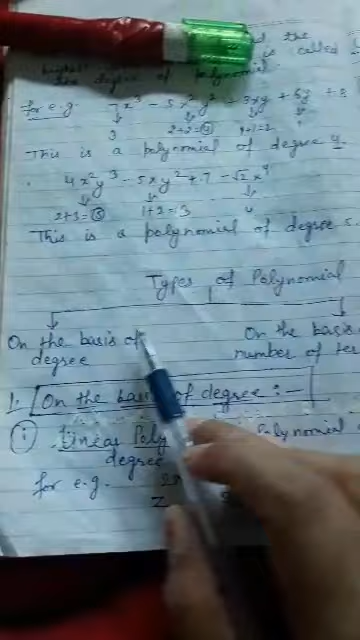 the
is called
the degree of polynomial
for e.g. 7x³ - 5x²y² + 3xy + 6y + 8
3 2+2=④ 1+1=2
This is a polynomial of degree 4
4x²y³ - 5xy² + 7 - √2 x⁴
2+3=⑤ 1+2=3 4
This is a polynomial of degree 5.
Types of Polynomial
On the basis of On the basis
degree number of
1. On the basis of degree :-
(i) Linear Polynomial
degree
for e.g.